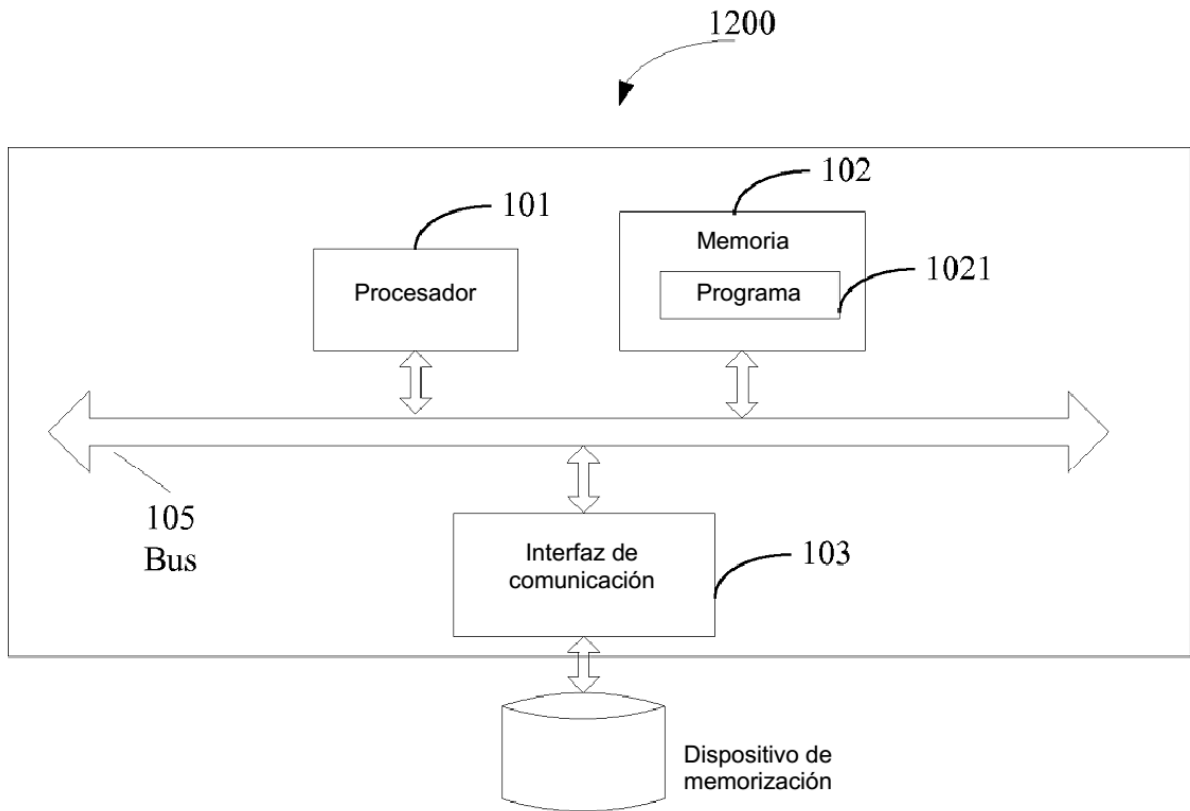 1200
102
101
Memoria
1021
Procesador
Programa
105
Bus
Interfaz de
comunicación
103
Dispositivo de
memorización